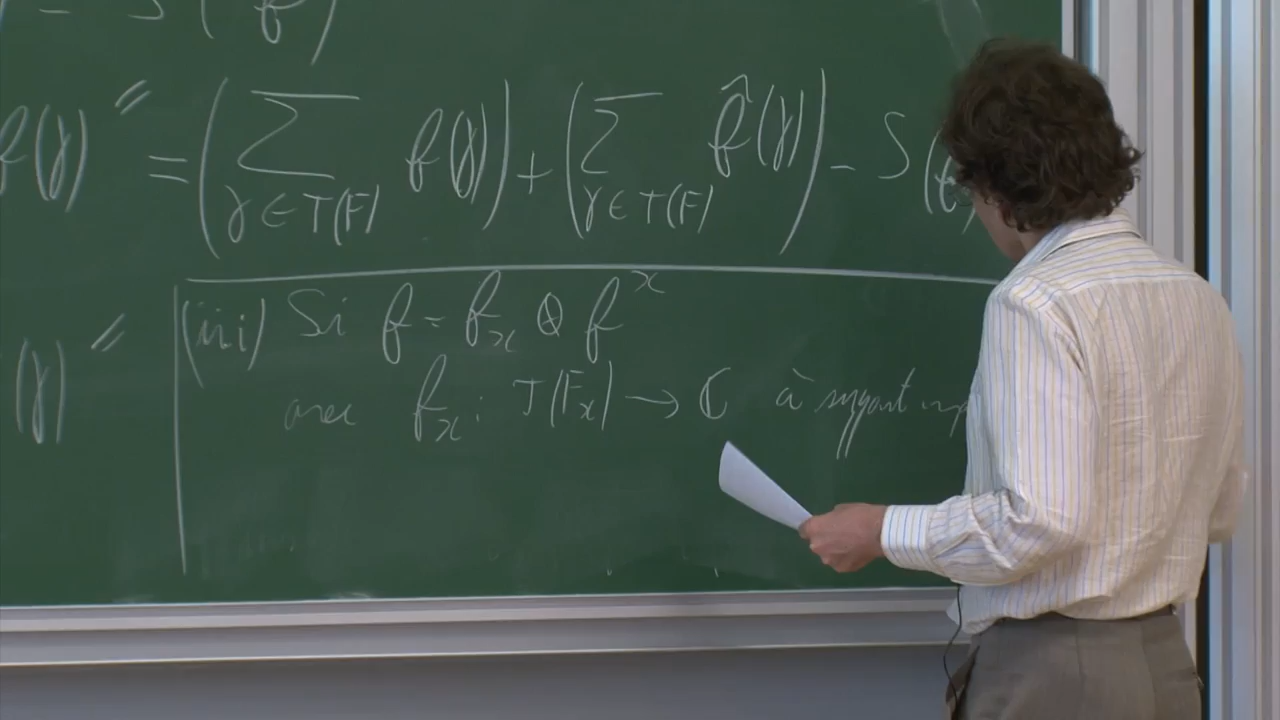 = S(f)
f(γ)" = (∑ f(γ)) + (∑ f̂(γ)) - S(
γ∈T(F) γ∈T(F)
(γ)" (iii) Si f = f_x ⊗ f^x
avec f_x : T(F_x) → ℂ à support